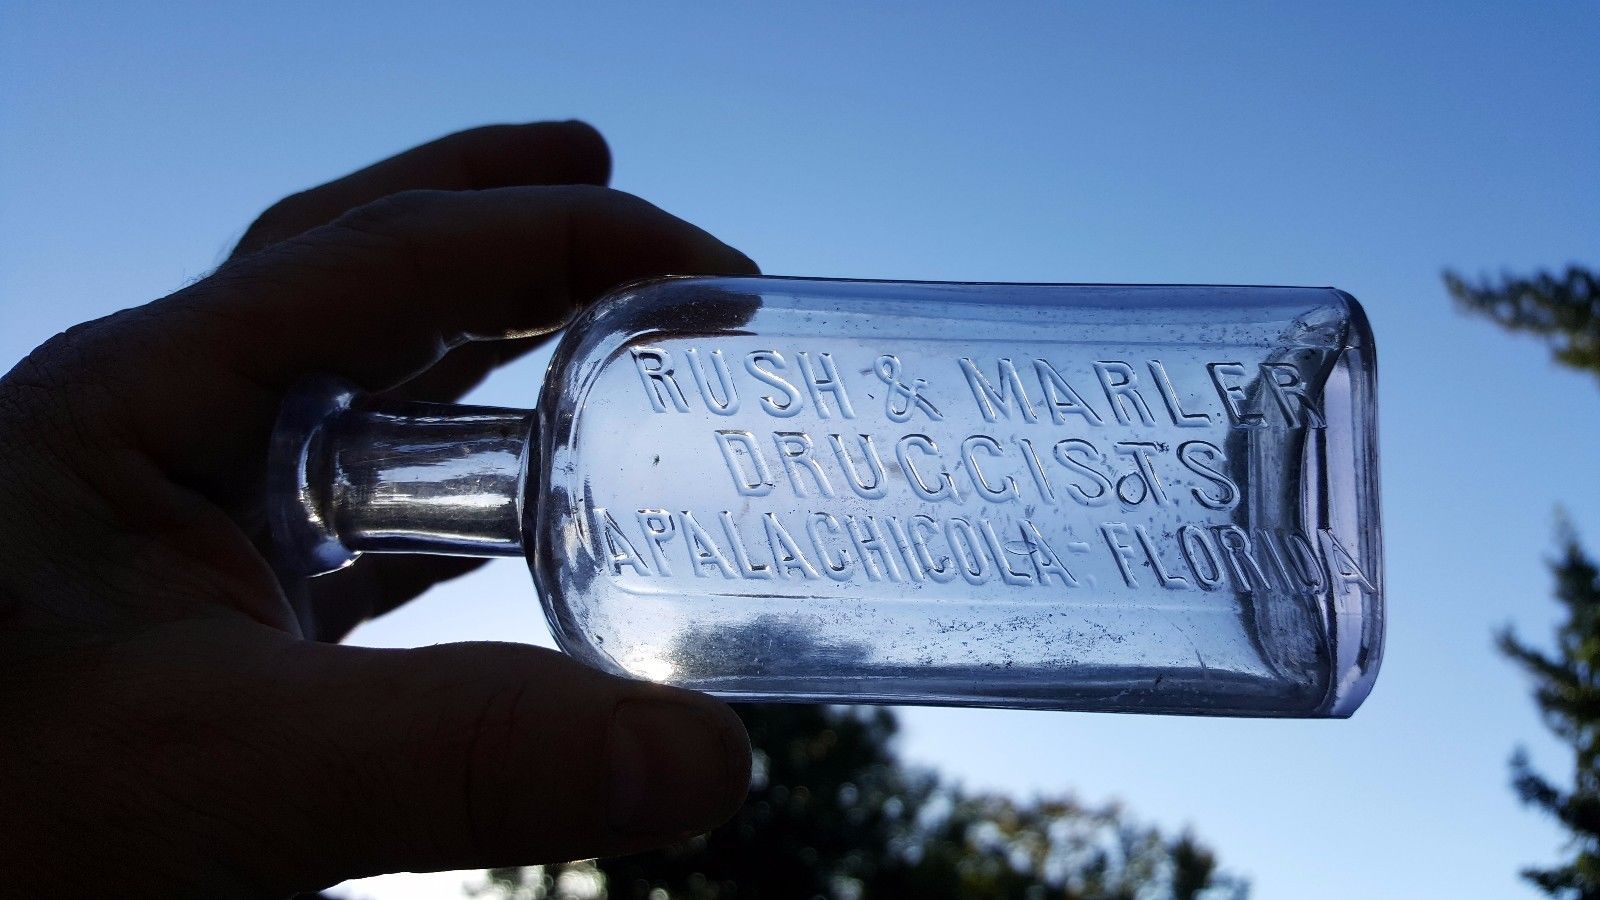 RUSH & MARLER
DRUGGISTS
APALACHICOLA-FLORIDA